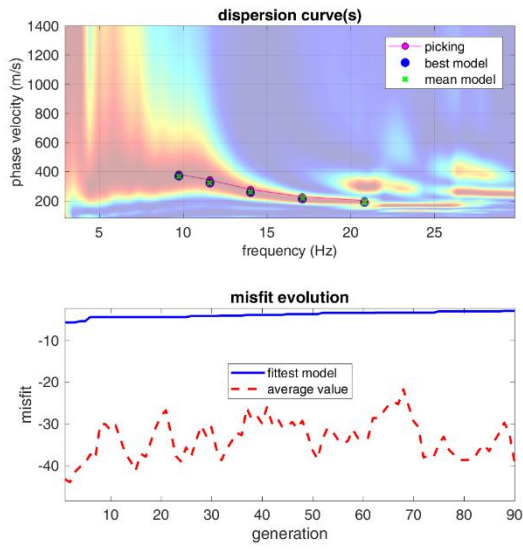 dispersion curve(s)
1400
1200
1000
800
600
400
200
phase velocity (m/s)
picking
best model
mean model
5 10 15 20 25
frequency (Hz)
misfit evolution
-10
-20
-30
-40
misfit
fittest model
average value
10 20 30 40 50 60 70 80 90
generation